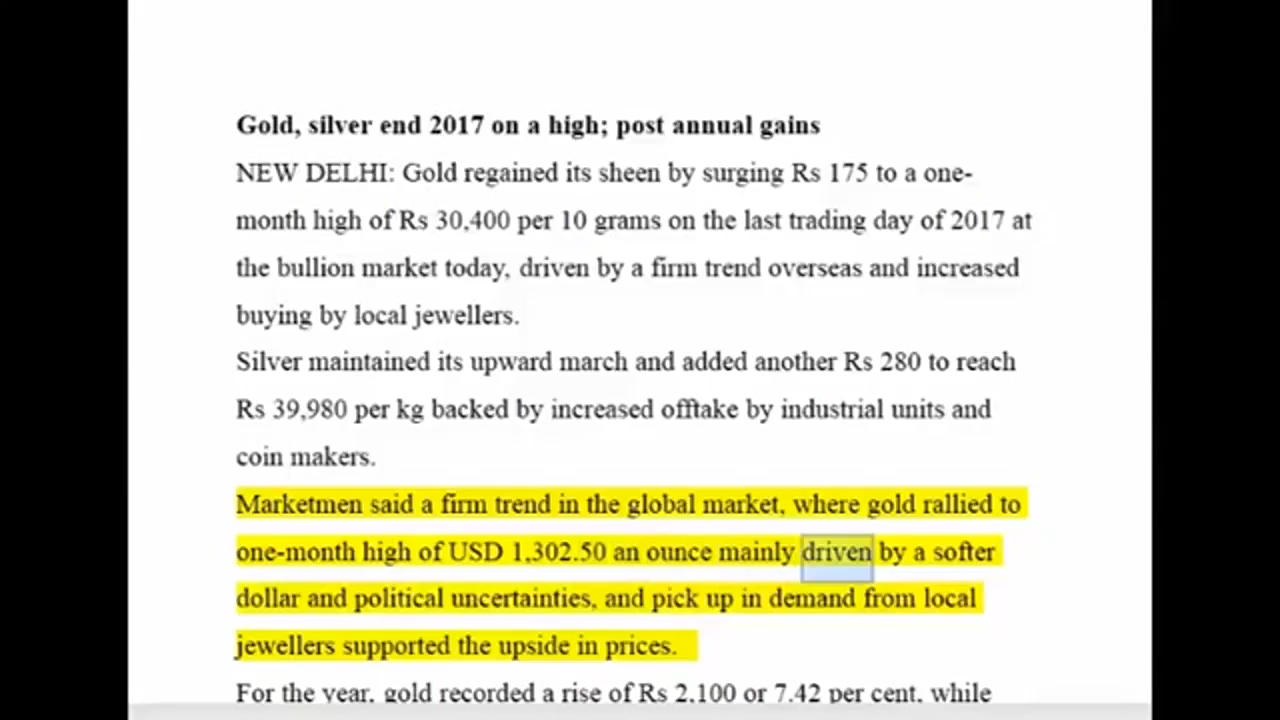 Gold, silver end 2017 on a high; post annual gains
NEW DELHI: Gold regained its sheen by surging Rs 175 to a one-
month high of Rs 30,400 per 10 grams on the last trading day of 2017 at
the bullion market today, driven by a firm trend overseas and increased
buying by local jewellers.
Silver maintained its upward march and added another Rs 280 to reach
Rs 39,980 per kg backed by increased offtake by industrial units and
coin makers.
Marketmen said a firm trend in the global market, where gold rallied to
one-month high of USD 1,302.50 an ounce mainly driven by a softer
dollar and political uncertainties, and pick up in demand from local
jewellers supported the upside in prices.
For the year, gold recorded a rise of Rs 2,100 or 7.42 per cent, while